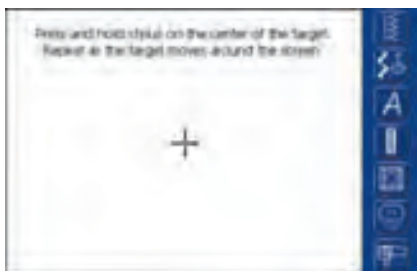 Press and hold stylus on the center of the target.
Repeat as the target moves around the screen
A